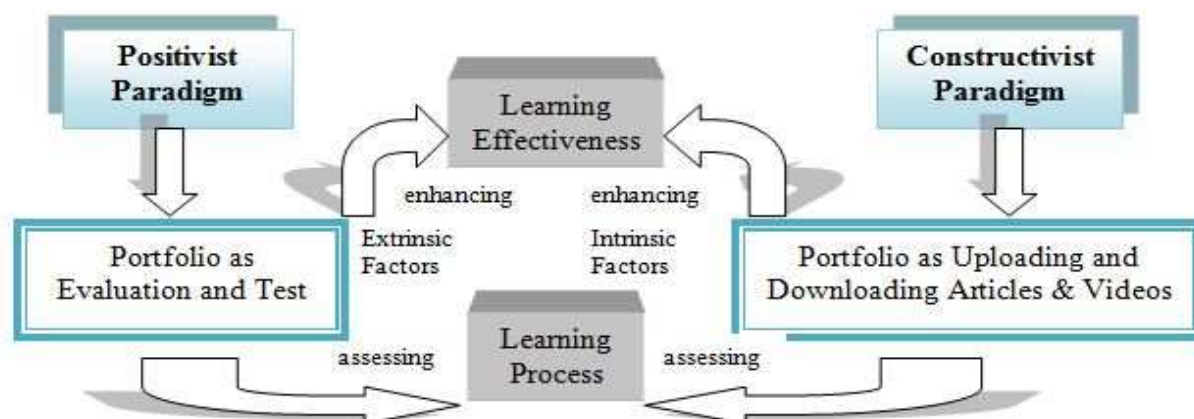 Positivist
Paradigm
Constructivist
Paradigm
Learning
Effectiveness
enhancing
enhancing
Extrinsic
Factors
Intrinsic
Factors
Portfolio as
Evaluation and Test
Portfolio as Uploading and
Downloading Articles & Videos
assessing
Learning
Process
assessing